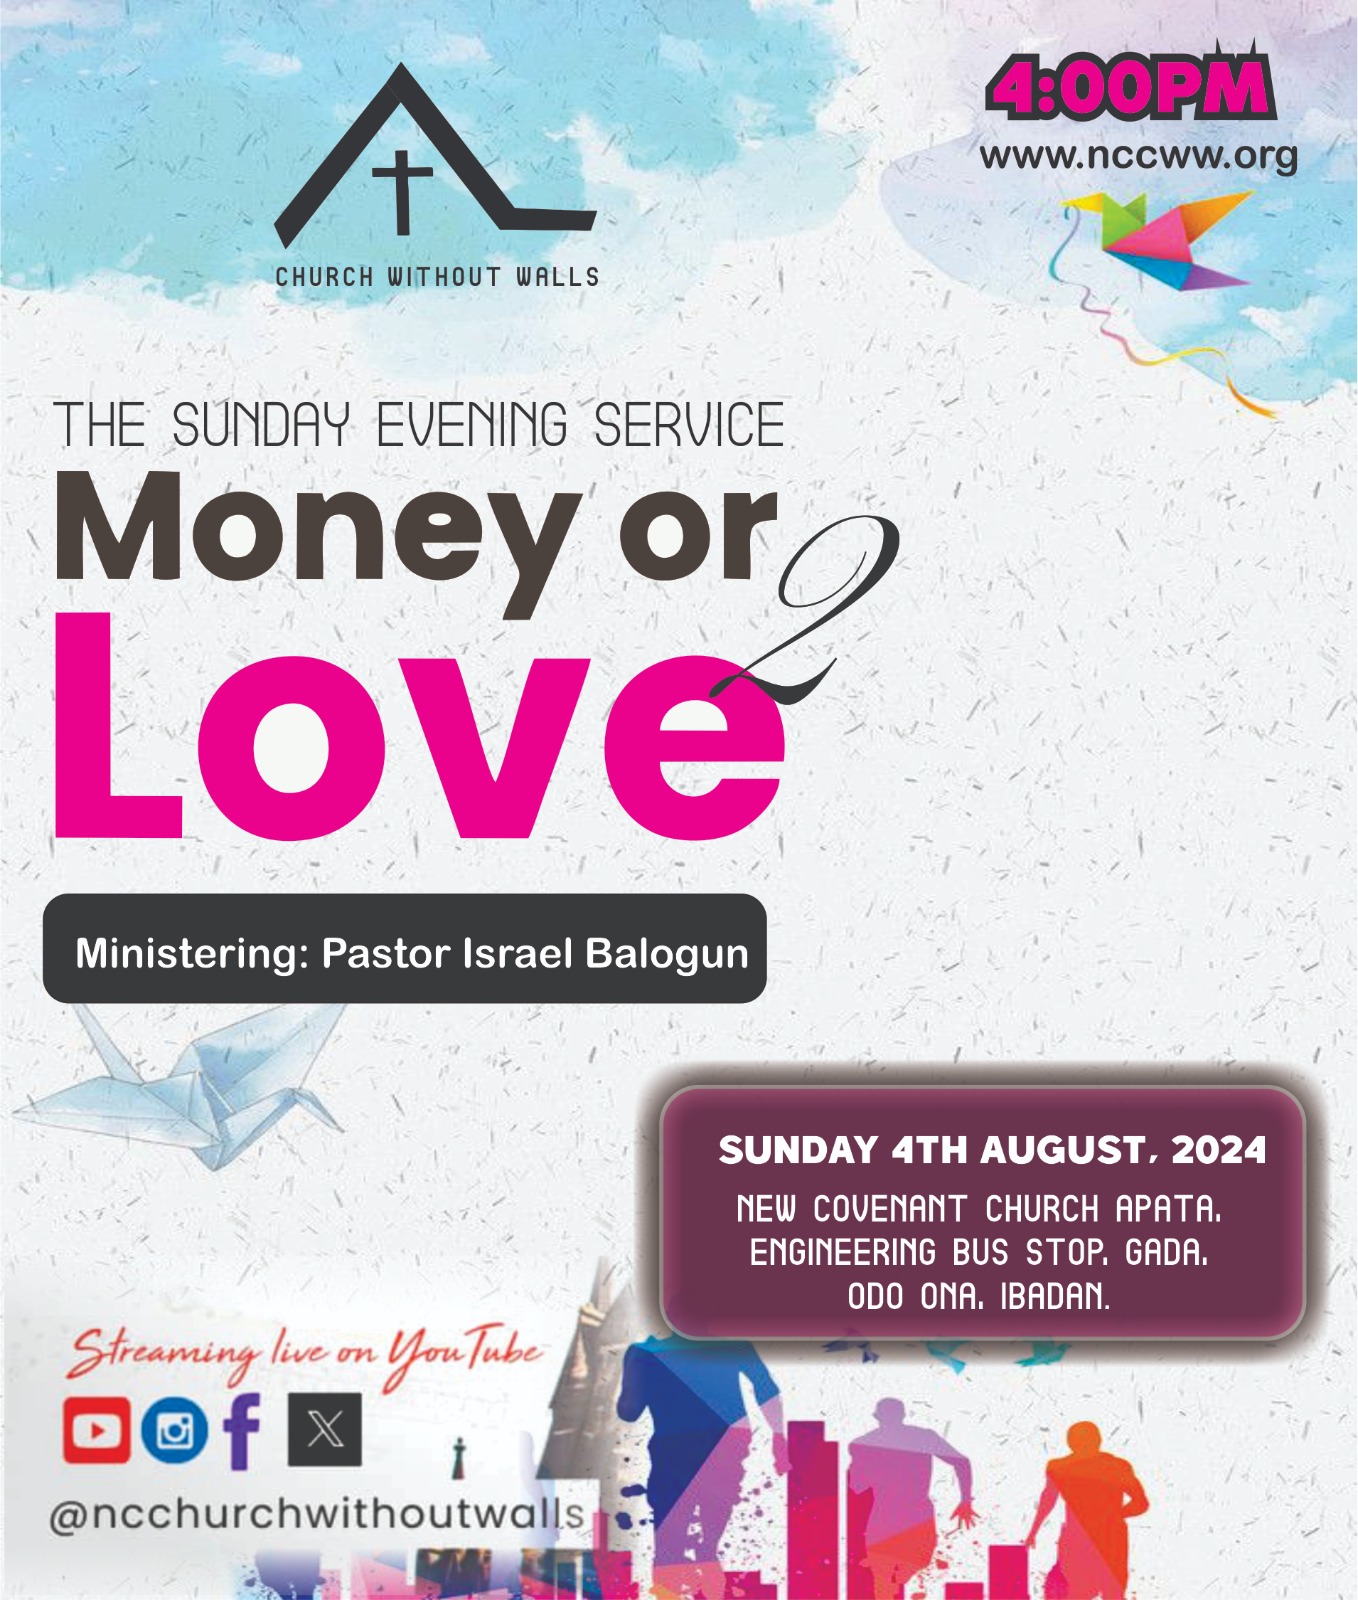 4:00PM
www.nccww.org
CHURCH WITHOUT WALLS
THE SUNDAY EVENING SERVICE
Money or
Love 2
Ministering: Pastor Israel Balogun
SUNDAY 4TH AUGUST, 2024
NEW COVENANT CHURCH APATA,
ENGINEERING BUS STOP, GADA,
ODO ONA, IBADAN.
Streaming live on YouTube
@ncchurchwithoutwalls